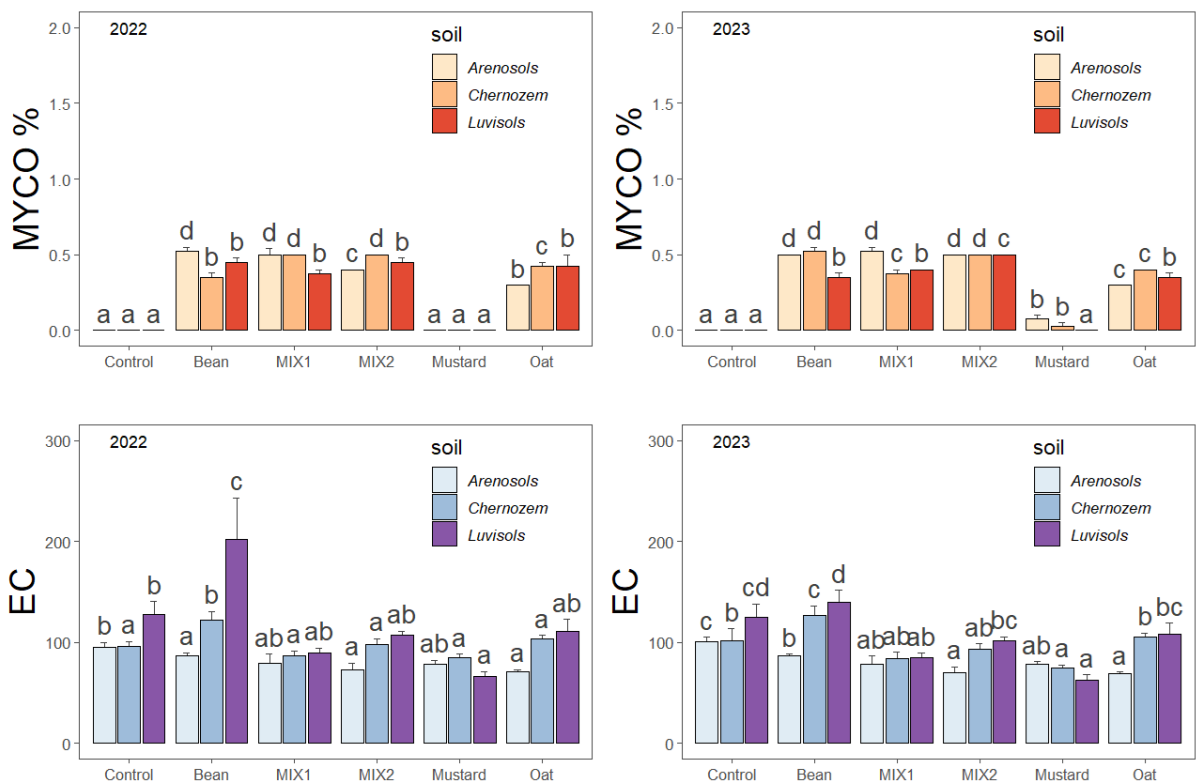 2.0
1.5
1.0
0.5
0.0
MYCO %
2022
soil
Arenosols
Chernozem
Luvisols
a a a d b b d d b c d b a a a b c b
Control Bean MIX1 MIX2 Mustard Oat
2.0
1.5
1.0
0.5
0.0
MYCO %
2023
soil
Arenosols
Chernozem
Luvisols
a a a d d b d c b d d c b b a c c b
Control Bean MIX1 MIX2 Mustard Oat
300
200
100
0
EC
2022
soil
Arenosols
Chernozem
Luvisols
b a b a b c ab a ab a a ab ab a a a a ab
Control Bean MIX1 MIX2 Mustard Oat
300
200
100
0
EC
2023
soil
Arenosols
Chernozem
Luvisols
c b cd b c d ab ab ab a ab bc ab a a a b bc
Control Bean MIX1 MIX2 Mustard Oat